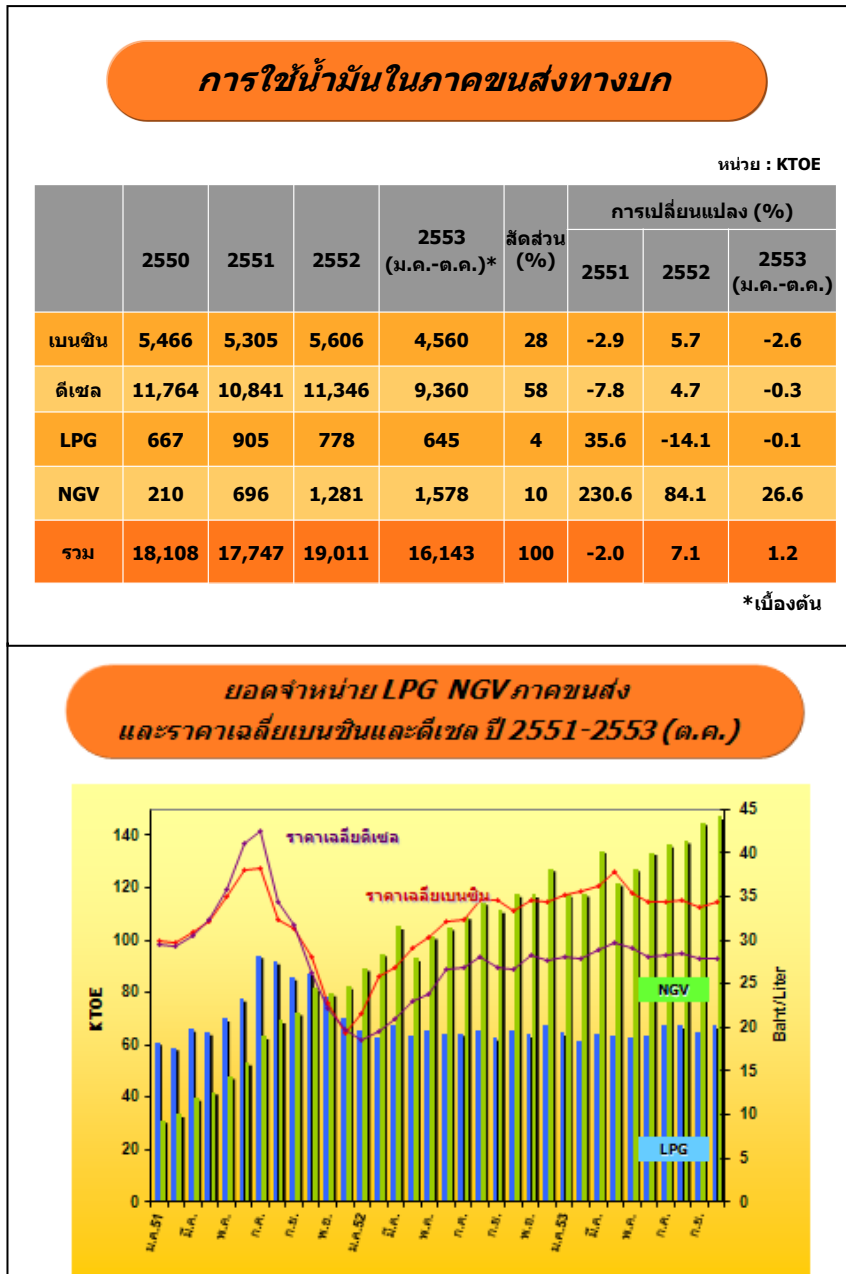 การใช้น้ำมันในภาคขนส่งทางบก
หน่วย : KTOE
2550 2551 2552 2553 (ม.ค.-ต.ค.)* สัดส่วน (%) การเปลี่ยนแปลง (%)
2551 2552 2553 (ม.ค.-ต.ค.)
เบนซิน 5,466 5,305 5,606 4,560 28 -2.9 5.7 -2.6
ดีเซล 11,764 10,841 11,346 9,360 58 -7.8 4.7 -0.3
LPG 667 905 778 645 4 35.6 -14.1 -0.1
NGV 210 696 1,281 1,578 10 230.6 84.1 26.6
รวม 18,108 17,747 19,011 16,143 100 -2.0 7.1 1.2
*เบื้องต้น
ยอดจำหน่าย LPG NGV ภาคขนส่ง
และราคาเฉลี่ยเบนซินและดีเซล ปี 2551-2553 (ต.ค.)
ราคาเฉลี่ยดีเซล
ราคาเฉลี่ยเบนซิน
NGV
LPG
KTOE
140
120
100
80
60
40
20
0
Baht/Liter
45
40
35
30
25
20
15
10
5
0
ม.ค.51 มี.ค. พ.ค. ก.ค. ก.ย. พ.ย. ม.ค.52 มี.ค. พ.ค. ก.ค. ก.ย. พ.ย. ม.ค.53 มี.ค. พ.ค. ก.ค. ก.ย.